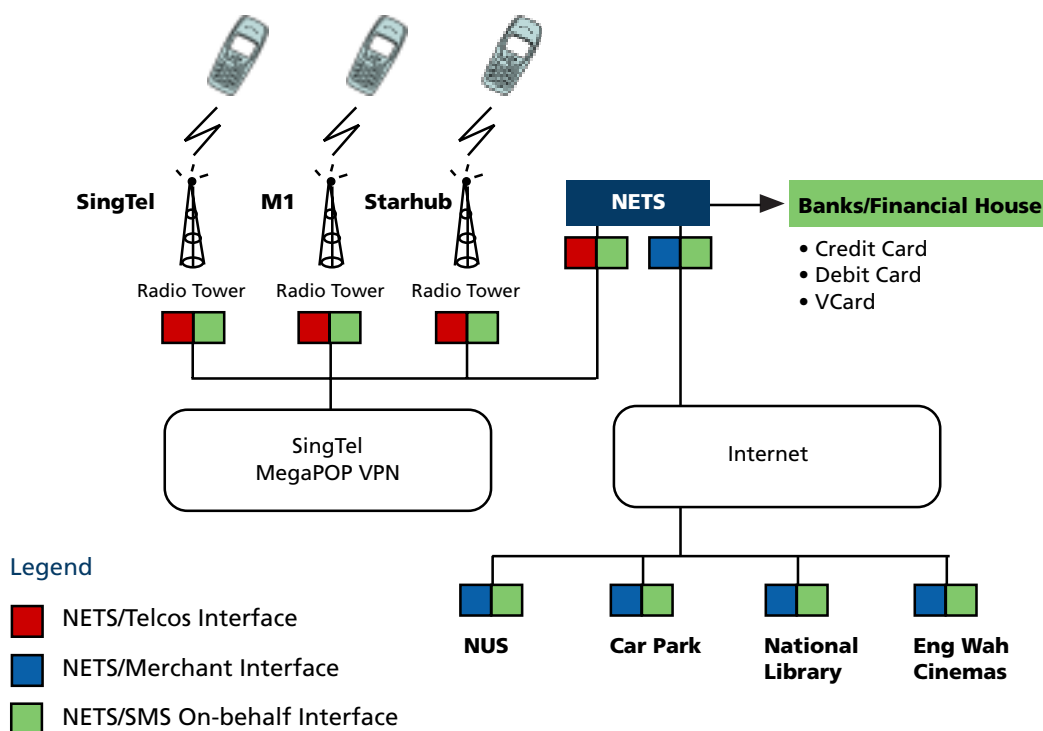 SingTel
M1
Starhub
NETS
Banks/Financial House
• Credit Card
• Debit Card
• VCard
Radio Tower
Radio Tower
Radio Tower
SingTel
MegaPOP VPN
Internet
Legend
NETS/Telcos Interface
NETS/Merchant Interface
NETS/SMS On-behalf Interface
NUS
Car Park
National
Library
Eng Wah
Cinemas